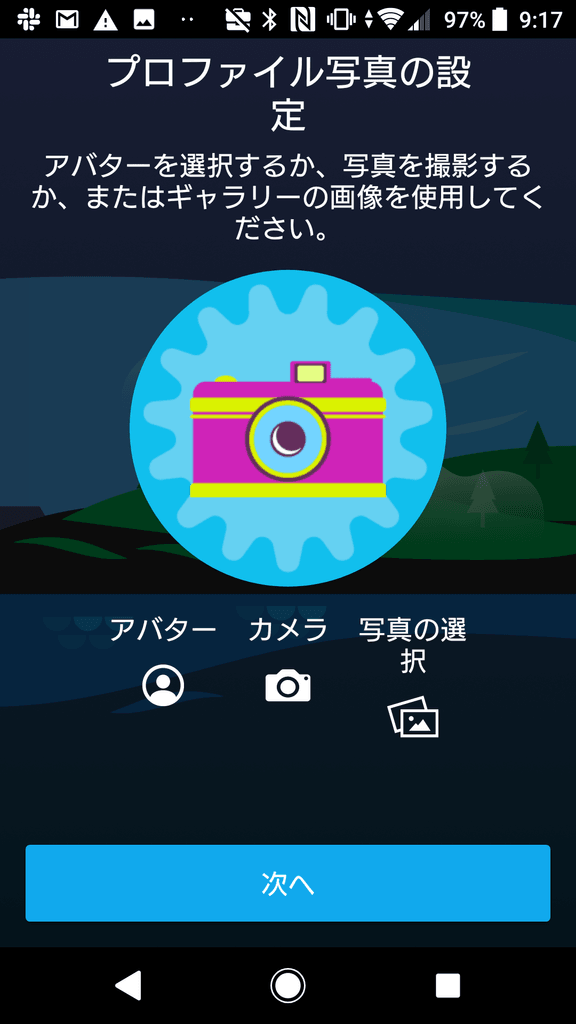 97% 9:17
プロファイル写真の設
定
アバターを選択するか、写真を撮影する
か、またはギャラリーの画像を使用してく
ださい。
アバター カメラ 写真の選
択
次へ